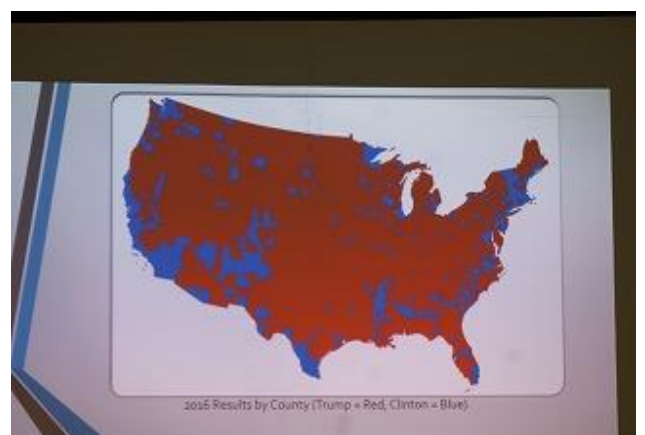 2016 Results by County (Trump = Red, Clinton = Blue)